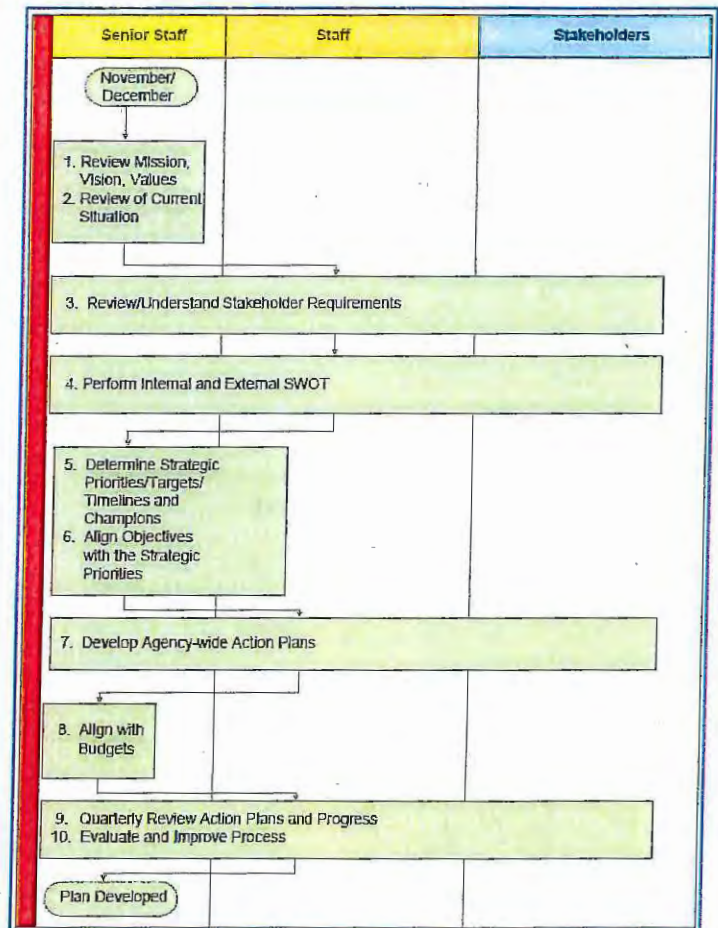 Senior Staff
Staff
Stakeholders
November/
December
1. Review Mission,
Vision, Values
2. Review of Current
Situation
3. Review/Understand Stakeholder Requirements
4. Perform Internal and External SWOT
5. Determine Strategic
Priorities/Targets/
Timelines and
Champions
6. Align Objectives
with the Strategic
Priorities
7. Develop Agency-wide Action Plans
8. Align with
Budgets
9. Quarterly Review Action Plans and Progress
10. Evaluate and Improve Process
Plan Developed